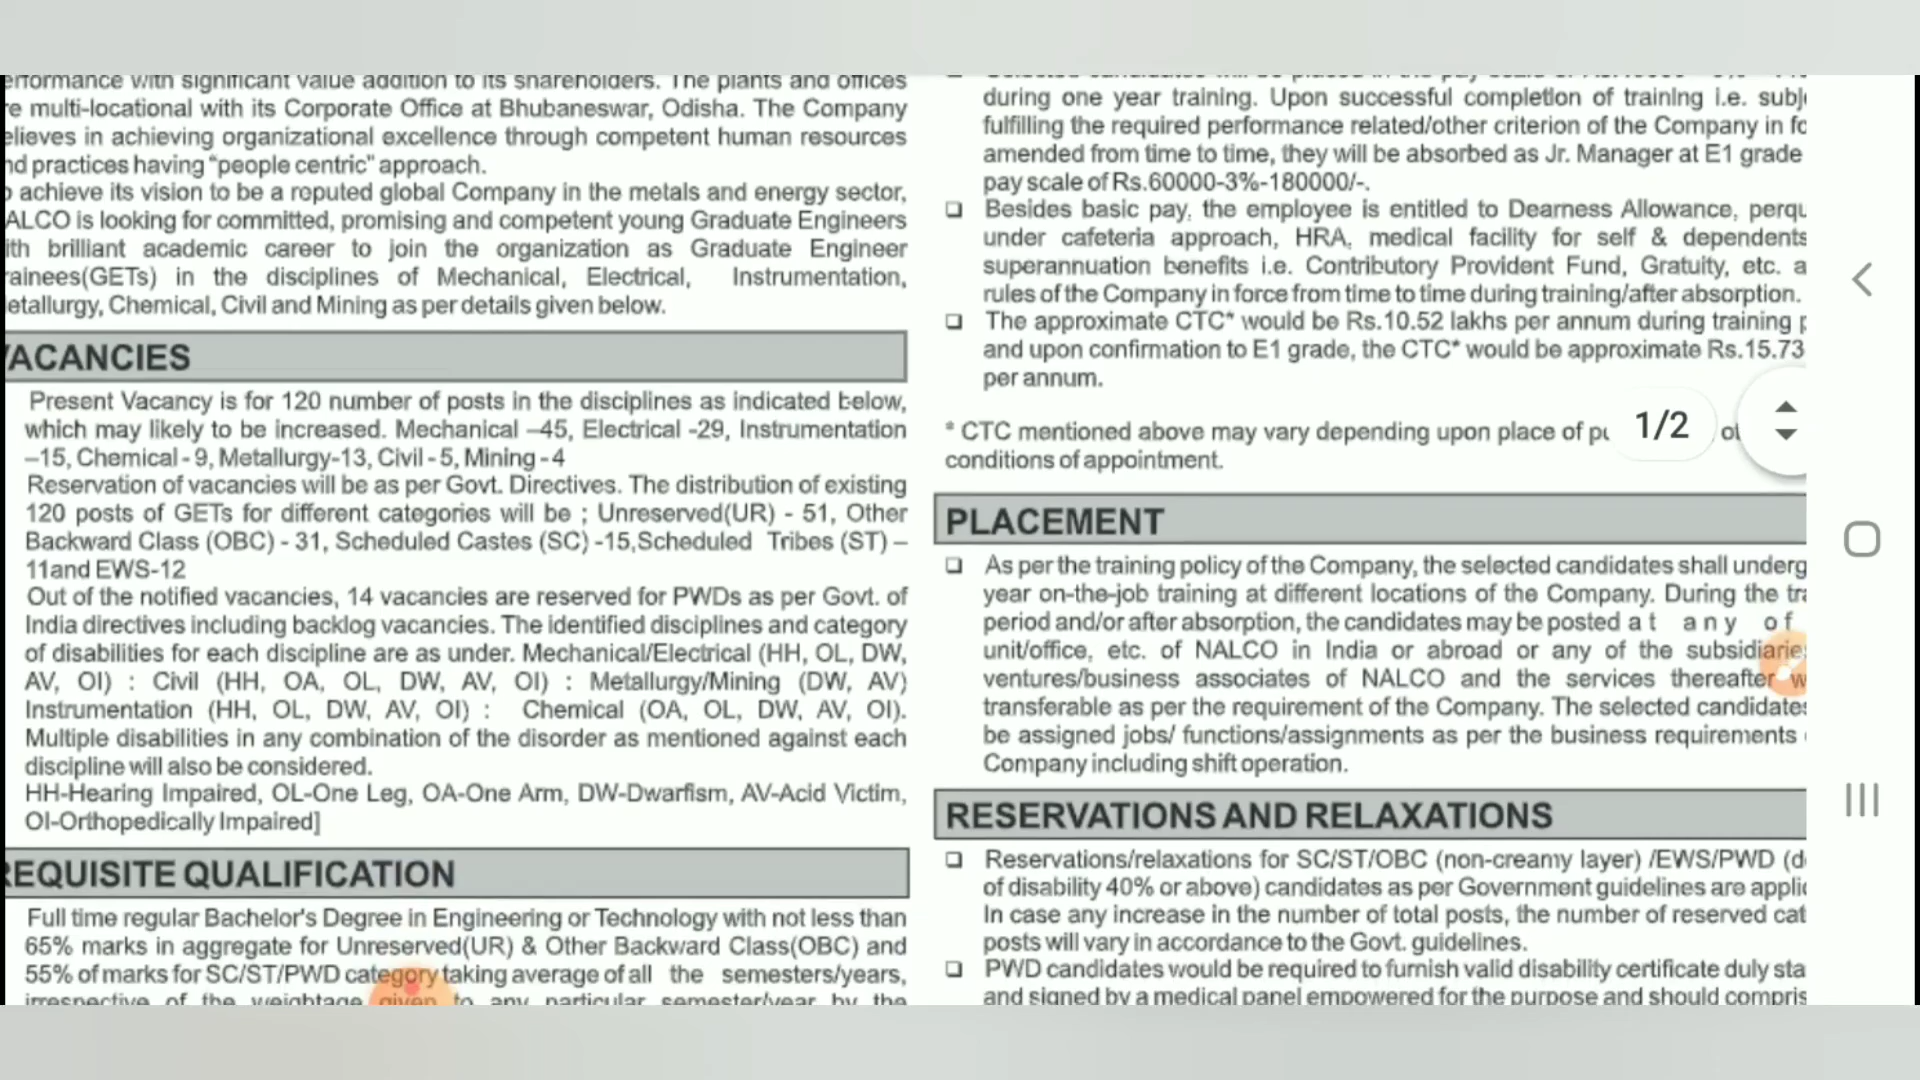 erformance with significant value addition to its shareholders. The plants and offices
re multi-locational with its Corporate Office at Bhubaneswar, Odisha. The Company
elieves in achieving organizational excellence through competent human resources
nd practices having "people centric" approach.
o achieve its vision to be a reputed global Company in the metals and energy sector,
ALCO is looking for committed, promising and competent young Graduate Engineers
ith brilliant academic career to join the organization as Graduate Engineer
rainees(GETs) in the disciplines of Mechanical, Electrical, Instrumentation,
etallurgy, Chemical, Civil and Mining as per details given below.
VACANCIES
Present Vacancy is for 120 number of posts in the disciplines as indicated below,
which may likely to be increased. Mechanical –45, Electrical -29, Instrumentation
–15, Chemical - 9, Metallurgy-13, Civil - 5, Mining - 4
Reservation of vacancies will be as per Govt. Directives. The distribution of existing
120 posts of GETs for different categories will be ; Unreserved(UR) - 51, Other
Backward Class (OBC) - 31, Scheduled Castes (SC) -15,Scheduled Tribes (ST) –
11and EWS-12
Out of the notified vacancies, 14 vacancies are reserved for PWDs as per Govt. of
India directives including backlog vacancies. The identified disciplines and category
of disabilities for each discipline are as under. Mechanical/Electrical (HH, OL, DW,
AV, OI) : Civil (HH, OA, OL, DW, AV, OI) : Metallurgy/Mining (DW, AV)
Instrumentation (HH, OL, DW, AV, OI) : Chemical (OA, OL, DW, AV, OI).
Multiple disabilities in any combination of the disorder as mentioned against each
discipline will also be considered.
HH-Hearing Impaired, OL-One Leg, OA-One Arm, DW-Dwarfism, AV-Acid Victim,
OI-Orthopedically Impaired]
REQUISITE QUALIFICATION
Full time regular Bachelor's Degree in Engineering or Technology with not less than
65% marks in aggregate for Unreserved(UR) & Other Backward Class(OBC) and
55% of marks for SC/ST/PWD category taking average of all the semesters/years,
irrespective of the weightage given to any particular semester/year by the
Selected candidates will be placed in the pay scale of
during one year training. Upon successful completion of training i.e. subj
fulfilling the required performance related/other criterion of the Company in fo
amended from time to time, they will be absorbed as Jr. Manager at E1 grade
pay scale of Rs.60000-3%-180000/-.
Besides basic pay, the employee is entitled to Dearness Allowance, perqu
under cafeteria approach, HRA, medical facility for self & dependents
superannuation benefits i.e. Contributory Provident Fund, Gratuity, etc. a
rules of the Company in force from time to time during training/after absorption.
The approximate CTC* would be Rs.10.52 lakhs per annum during training p
and upon confirmation to E1 grade, the CTC* would be approximate Rs.15.73
per annum.
* CTC mentioned above may vary depending upon place of po
conditions of appointment.
1/2
PLACEMENT
As per the training policy of the Company, the selected candidates shall underg
year on-the-job training at different locations of the Company. During the tra
period and/or after absorption, the candidates may be posted at any of
unit/office, etc. of NALCO in India or abroad or any of the subsidiarie
ventures/business associates of NALCO and the services thereafter w
transferable as per the requirement of the Company. The selected candidates
be assigned jobs/ functions/assignments as per the business requirements
Company including shift operation.
RESERVATIONS AND RELAXATIONS
Reservations/relaxations for SC/ST/OBC (non-creamy layer) /EWS/PWD (d
of disability 40% or above) candidates as per Government guidelines are applic
In case any increase in the number of total posts, the number of reserved cat
posts will vary in accordance to the Govt. guidelines.
PWD candidates would be required to furnish valid disability certificate duly sta
and signed by a medical panel empowered for the purpose and should compris